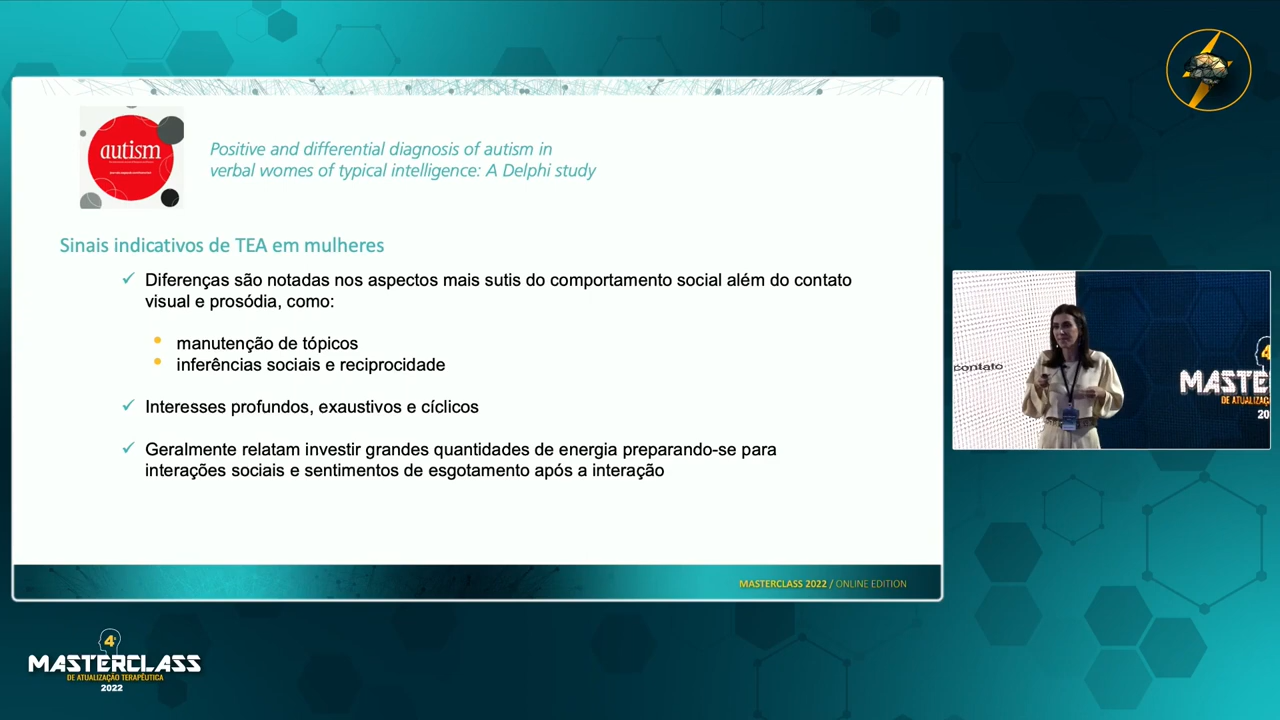 autism
Positive and differential diagnosis of autism in
verbal womes of typical intelligence: A Delphi study
Sinais indicativos de TEA em mulheres
✓ Diferenças são notadas nos aspectos mais sutis do comportamento social além do contato
visual e prosódia, como:
• manutenção de tópicos
• inferências sociais e reciprocidade
✓ Interesses profundos, exaustivos e cíclicos
✓ Geralmente relatam investir grandes quantidades de energia preparando-se para
interações sociais e sentimentos de esgotamento após a interação
MASTERCLASS 2022 / ONLINE EDITION
contato
4
MASTE
DE ATUALIZAÇ
20
4ª
MASTERCLASS
DE ATUALIZAÇÃO TERAPÊUTICA
2022